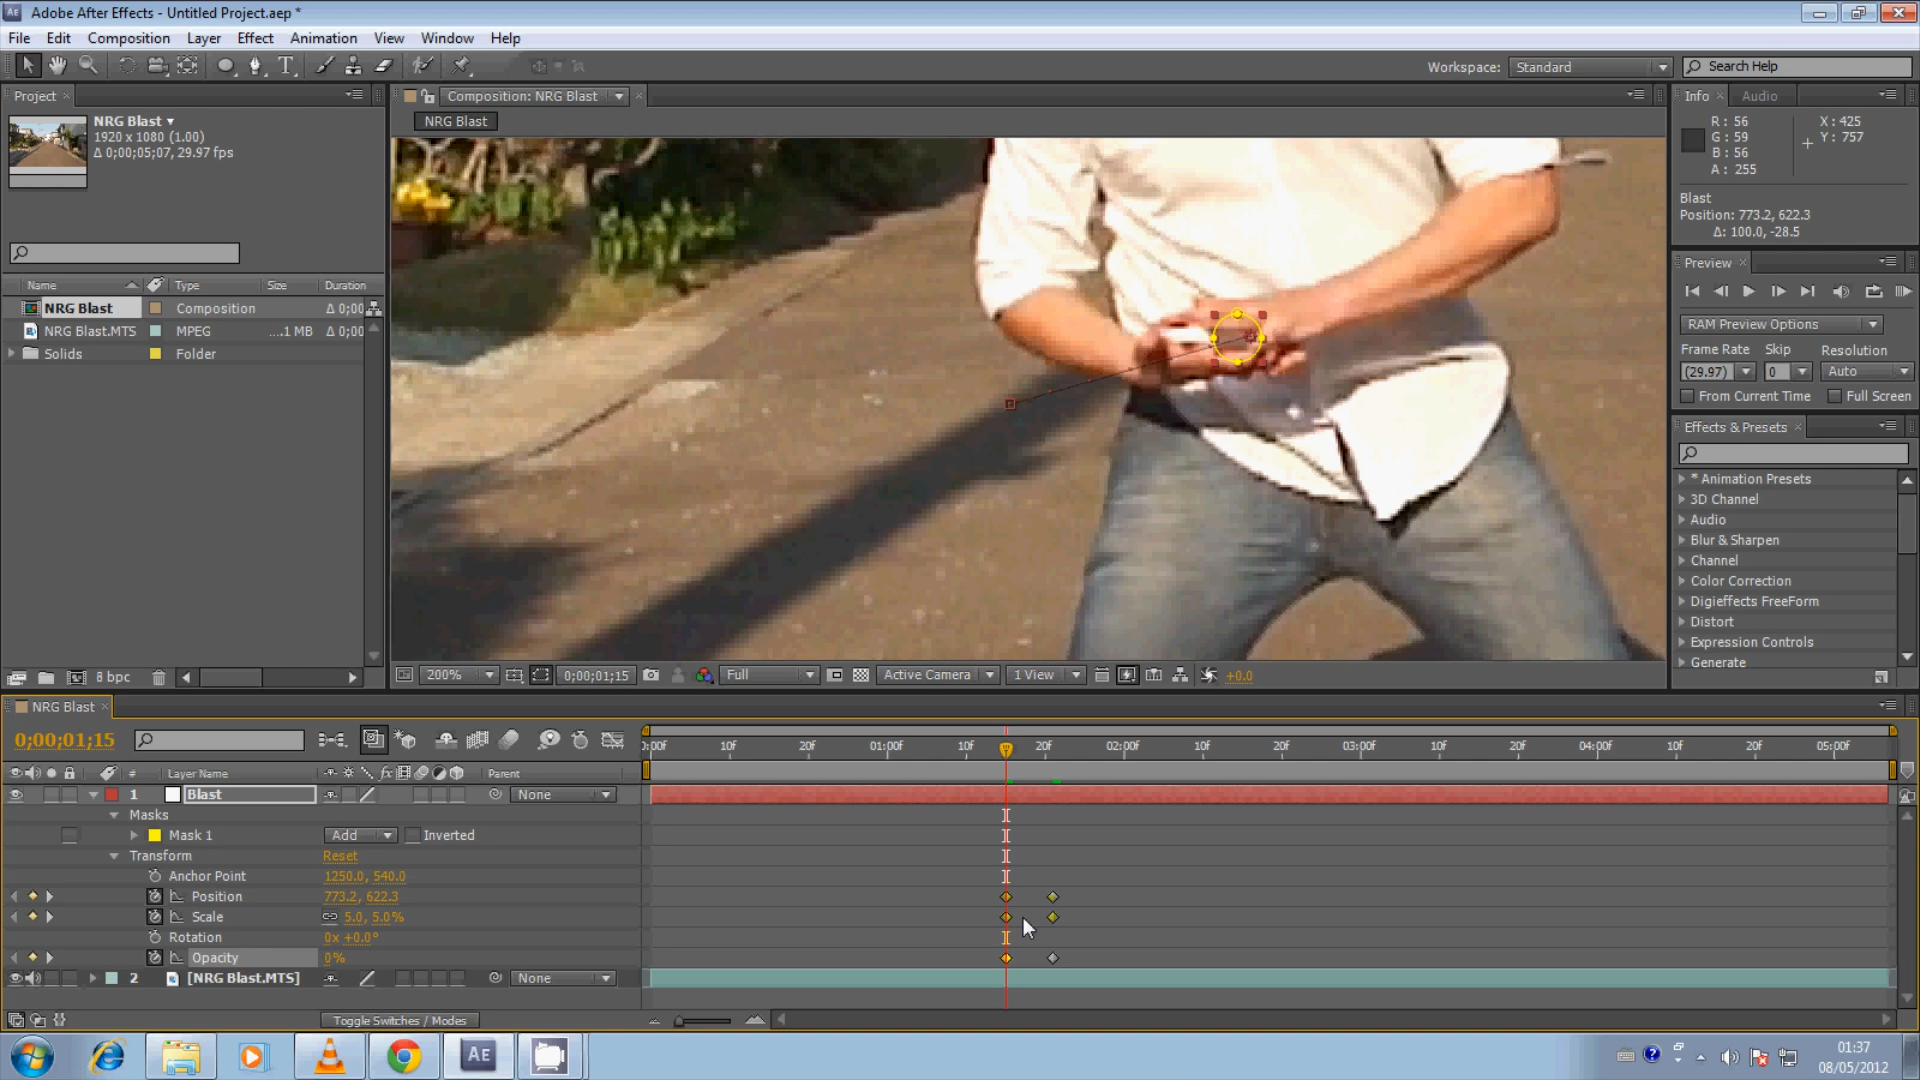 Adobe After Effects - Untitled Project.aep *
File Edit Composition Layer Effect Animation View Window Help
Workspace: Standard Search Help
Project
NRG Blast
1920 x 1080 (1.00)
Δ 0;00;05;07, 29.97 fps
Name Type Size Duration
NRG Blast Composition Δ 0;00
NRG Blast.MTS MPEG ....1 MB Δ 0;00
Solids Folder
8 bpc
Composition: NRG Blast
NRG Blast
200% 0;00;01;15 Full Active Camera 1 View +0.0
Info Audio
R : 56 X : 425
G : 59 Y : 757
B : 56
A : 255
Blast
Position: 773.2, 622.3
Δ: 100.0, -28.5
Preview
RAM Preview Options
Frame Rate Skip Resolution
(29.97) 0 Auto
From Current Time Full Screen
Effects & Presets
* Animation Presets
3D Channel
Audio
Blur & Sharpen
Channel
Color Correction
Digieffects FreeForm
Distort
Expression Controls
Generate
NRG Blast
0;00;01;15
):00f 10f 20f 01:00f 10f 20f 02:00f 10f 20f 03:00f 10f 20f 04:00f 10f 20f 05:00f
# Layer Name Parent
1 Blast None
Masks
Mask 1 Add Inverted
Transform Reset
Anchor Point 1250.0, 540.0
Position 773.2, 622.3
Scale 5.0, 5.0%
Rotation 0x +0.0°
Opacity 0%
2 [NRG Blast.MTS] None
Toggle Switches / Modes
AE
01:37
08/05/2012